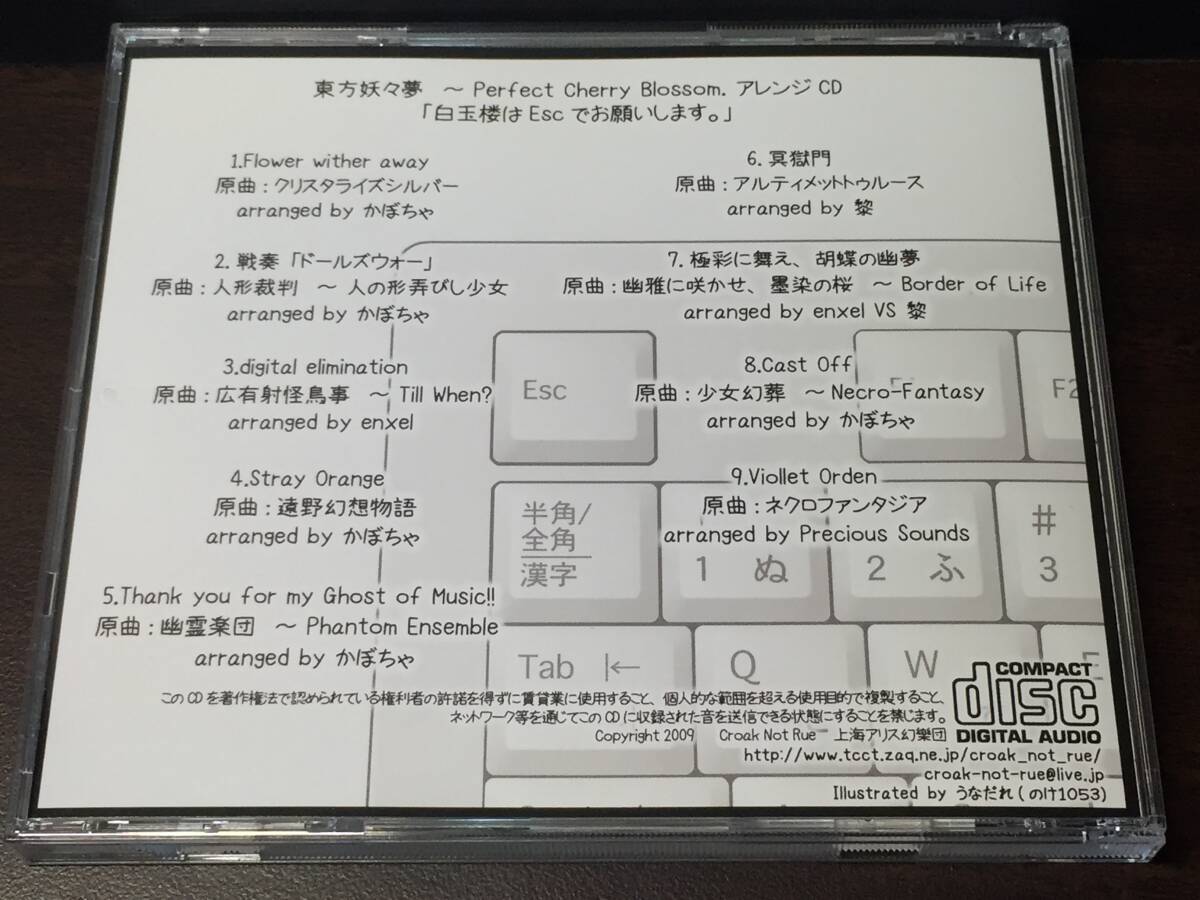 東方妖々夢　～ Perfect Cherry Blossom. アレンジ CD
「白玉楼は Esc でお願いします。」
1.Flower wither away
原曲：クリスタライズシルバー
arranged by かぼちゃ
2. 戦奏「ドールズウォー」
原曲：人形裁判　～ 人の形弄びし少女
arranged by かぼちゃ
3.digital elimination
原曲：広有射怪鳥事　～ Till When?
arranged by enxel
4.Stray Orange
原曲：遠野幻想物語
arranged by かぼちゃ
5.Thank you for my Ghost of Music!!
原曲：幽霊楽団　～ Phantom Ensemble
arranged by かぼちゃ
6. 冥獄門
原曲：アルティメットトゥルース
arranged by 黎
7. 極彩に舞え、胡蝶の幽夢
原曲：幽雅に咲かせ、墨染の桜　～ Border of Life
arranged by enxel VS 黎
8.Cast Off
原曲：少女幻葬　～ Necro-Fantasy
arranged by かぼちゃ
9.Viollet Orden
原曲：ネクロファンタジア
arranged by Precious Sounds
Esc
F2
半角/
全角
漢字
1 ぬ
2 ふ
#
3
Tab
Q
W
E
この CD を著作権法で認められている権利者の許諾を得ずに賃貸業に使用すること、個人的な範囲を超える使用目的で複製すること、
ネットワーク等を通じてこの CD に収録された音を送信できる状態にすることを禁じます。
Copyright 2009　Croak Not Rue　上海アリス幻樂団
COMPACT
disc
DIGITAL AUDIO
http://www.tcct.zaq.ne.jp/croak_not_rue/
croak-not-rue@live.jp
Illustrated by うなだれ ( のけ1053)